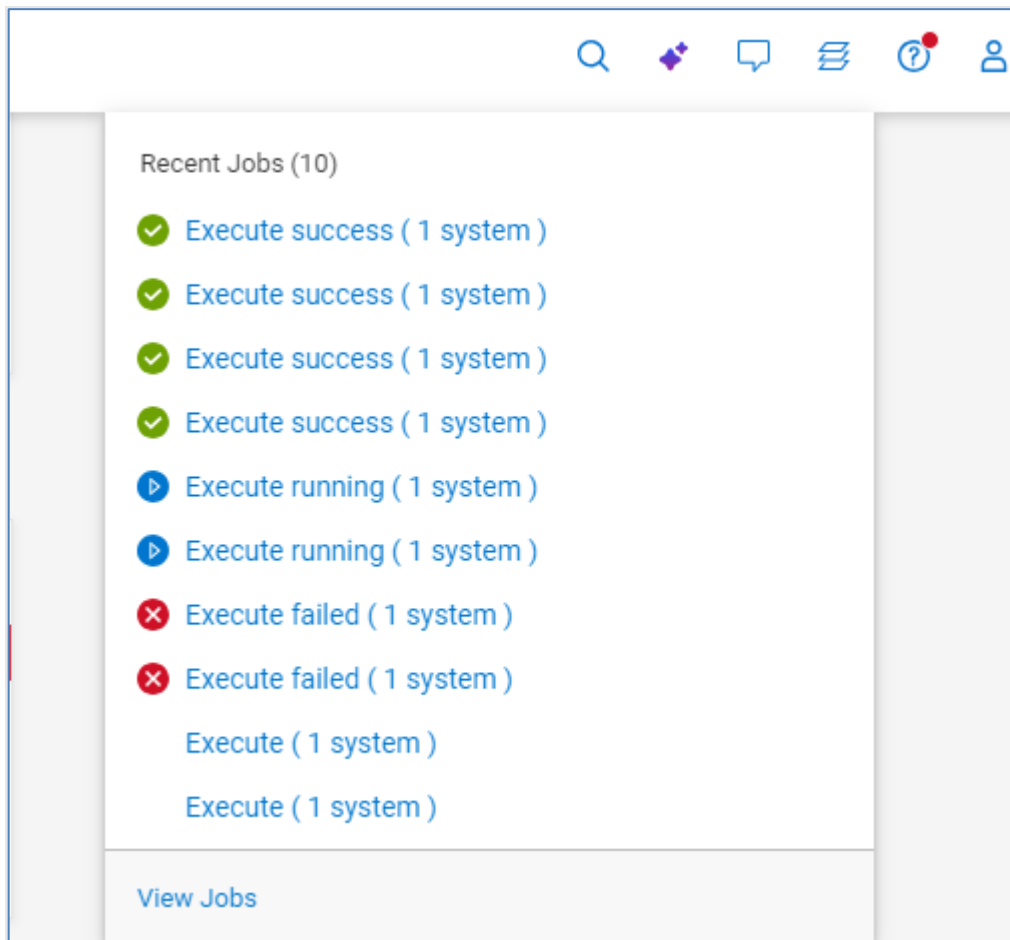 Recent Jobs (10)
Execute success ( 1 system )
Execute success ( 1 system )
Execute success ( 1 system )
Execute success ( 1 system )
Execute running ( 1 system )
Execute running ( 1 system )
Execute failed ( 1 system )
Execute failed ( 1 system )
Execute ( 1 system )
Execute ( 1 system )
View Jobs